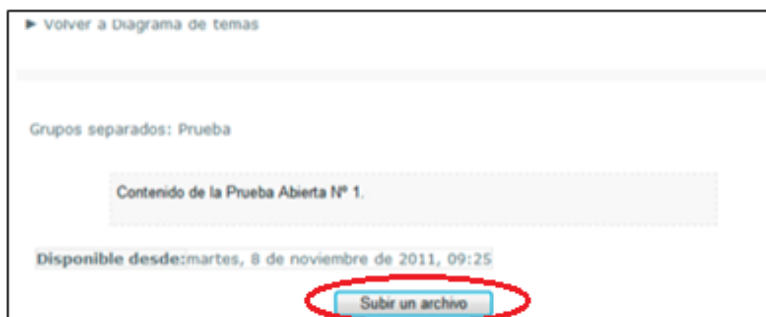 ► Volver a Diagrama de temas
Grupos separados: Prueba
Contenido de la Prueba Abierta Nº 1.
Disponible desde:martes, 8 de noviembre de 2011, 09:25
Subir un archivo